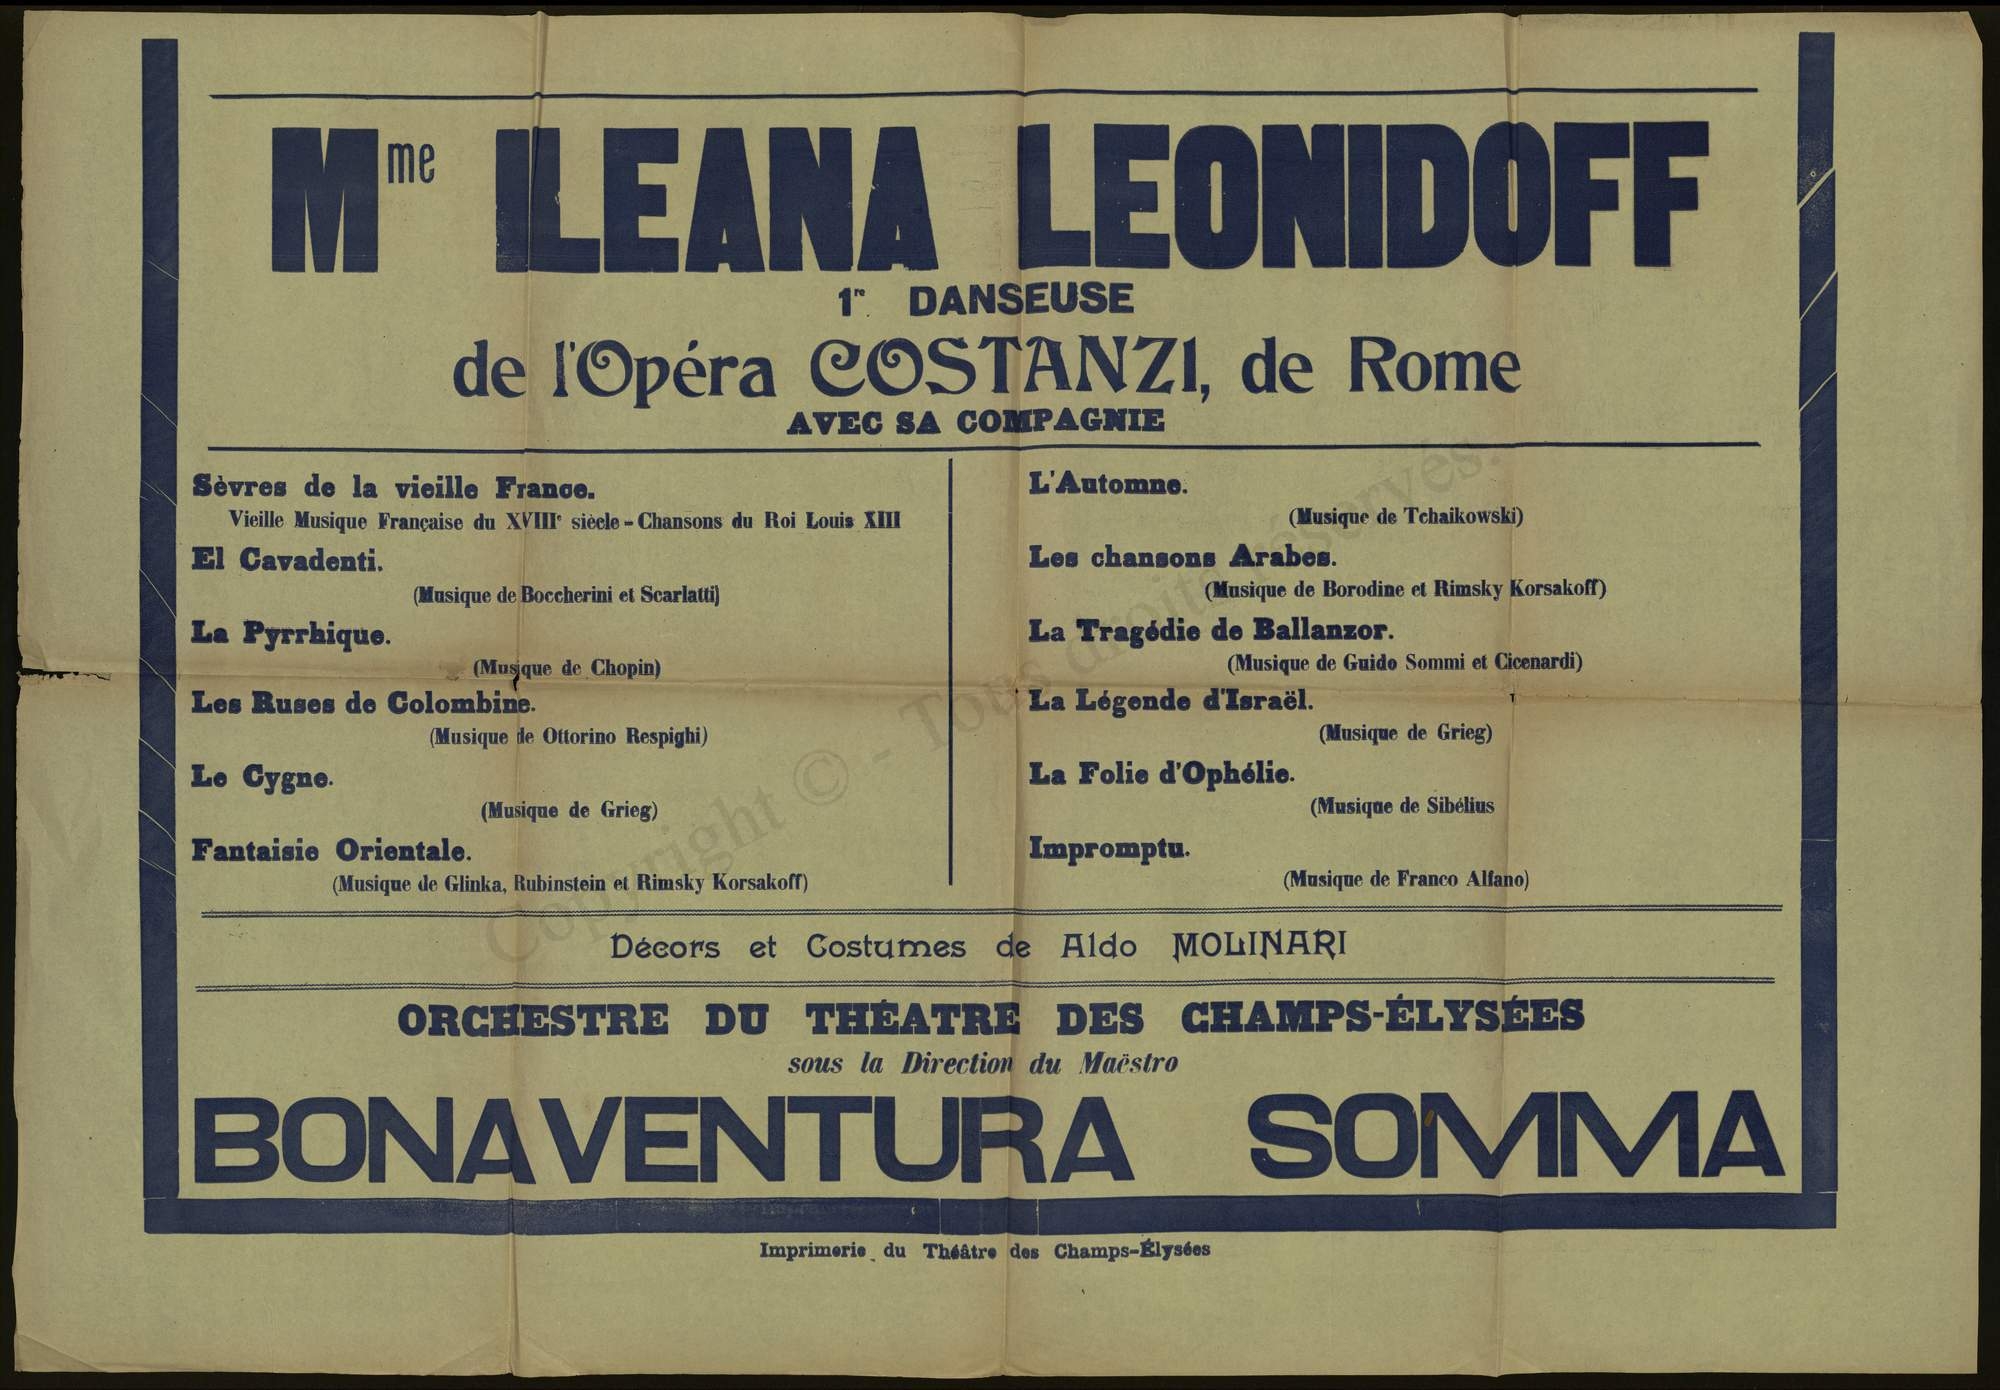 Mme ILEANA LEONIDOFF
1re DANSEUSE
de l'Opéra COSTANZI, de Rome
AVEC SA COMPAGNIE
Sèvres de la vieille France.
Vieille Musique Française du XVIIIe siècle - Chansons du Roi Louis XIII
El Cavadenti.
(Musique de Boccherini et Scarlatti)
La Pyrrhique.
(Musique de Chopin)
Les Ruses de Colombine.
(Musique de Ottorino Respighi)
Le Cygne.
(Musique de Grieg)
Fantaisie Orientale.
(Musique de Glinka, Rubinstein et Rimsky Korsakoff)
L'Automne.
(Musique de Tchaikowski)
Les chansons Arabes.
(Musique de Borodine et Rimsky Korsakoff)
La Tragédie de Ballanzor.
(Musique de Guido Sommi et Cicenardi)
La Légende d'Israël.
(Musique de Grieg)
La Folie d'Ophélie.
(Musique de Sibélius
Impromptu.
(Musique de Franco Alfano)
Décors et Costumes de Aldo MOLINARI
ORCHESTRE DU THÉATRE DES CHAMPS-ÉLYSÉES
sous la Direction du Maëstro
BONAVENTURA SOMMA
Imprimerie du Théâtre des Champs-Élysées
Copyright © - Tous droits réservés.